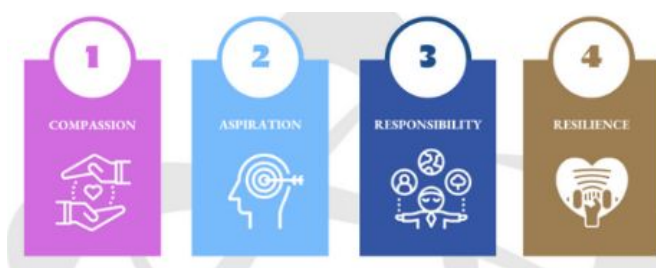 1
COMPASSION
2
ASPIRATION
3
RESPONSIBILITY
4
RESILIENCE